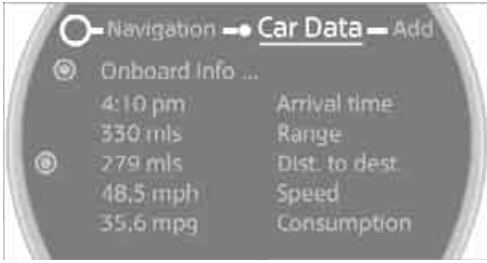 Navigation Car Data Add
Onboard Info ...
4:10 pm Arrival time
330 mls Range
279 mls Dist. to dest.
48.5 mph Speed
35.6 mpg Consumption